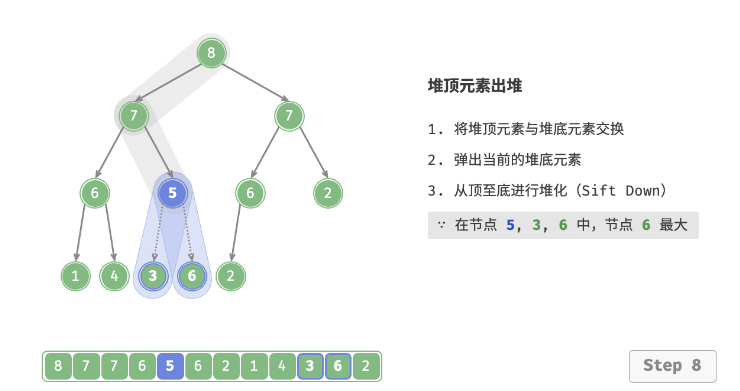 8
堆顶元素出堆
7 7
1. 将堆顶元素与堆底元素交换
2. 弹出当前的堆底元素
6 5 6 2
3. 从顶至底进行堆化（Sift Down）
∵ 在节点 5, 3, 6 中，节点 6 最大
1 4 3 6 2
8 7 7 6 5 6 2 1 4 3 6 2
Step 8